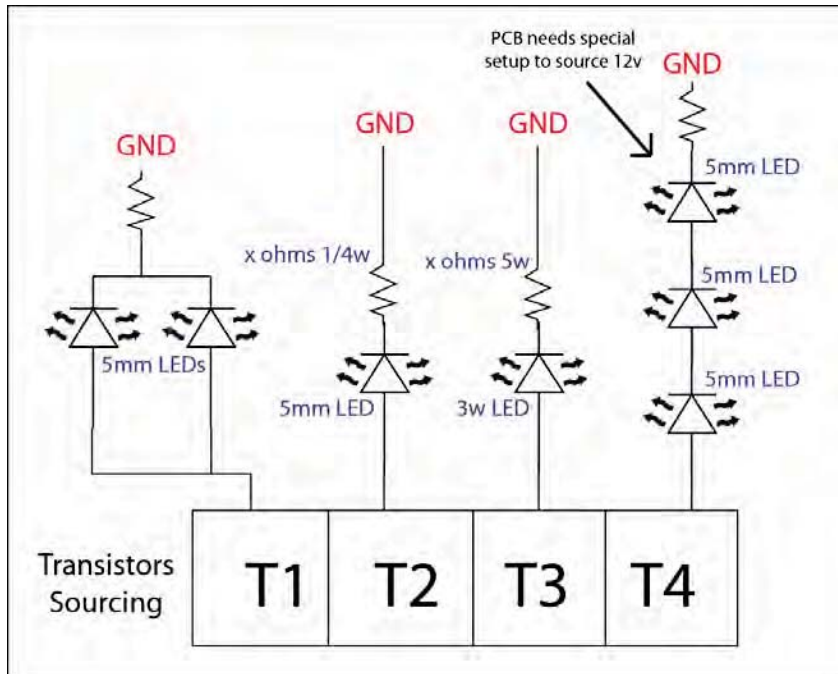 PCB needs special
setup to source 12v
GND
GND
GND
GND
5mm LED
x ohms 1/4w
x ohms 5w
5mm LED
5mm LEDs
5mm LED
3w LED
5mm LED
Transistors
Sourcing
T1
T2
T3
T4